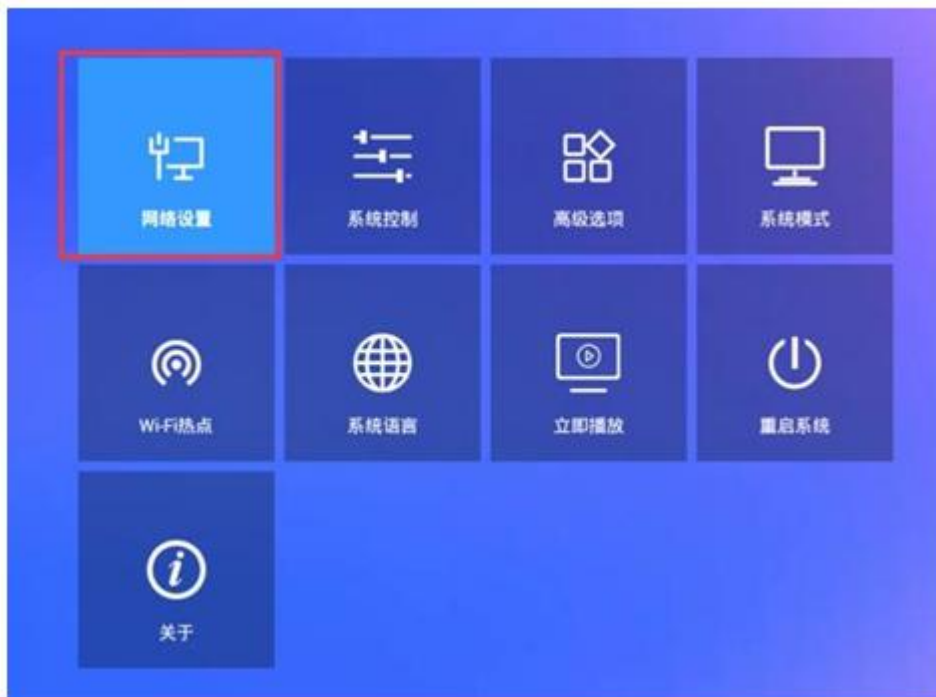 网络设置
系统控制
高级选项
系统模式
Wi-Fi热点
系统语言
立即播放
重启系统
关于